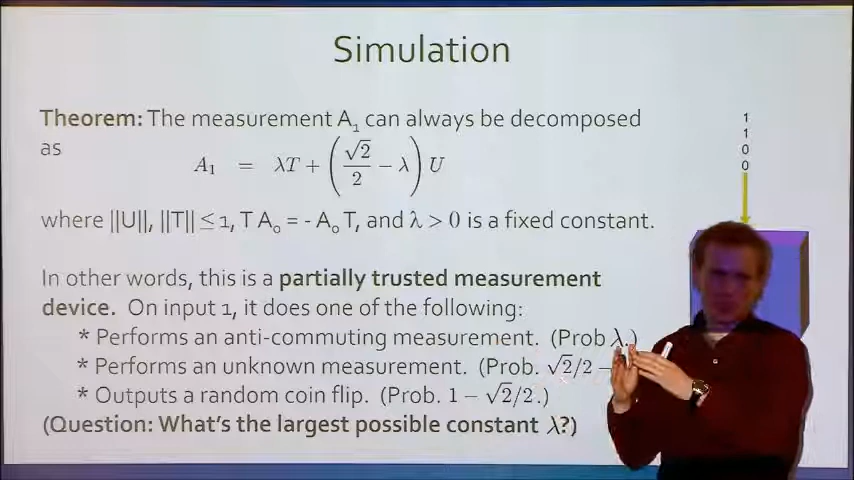 Simulation
Theorem: The measurement A₁ can always be decomposed
as
A₁ = λT + (√2/2 − λ) U
where ||U||, ||T|| ≤ 1, T A₀ = - A₀ T, and λ > 0 is a fixed constant.
In other words, this is a partially trusted measurement
device. On input 1, it does one of the following:
* Performs an anti-commuting measurement. (Prob λ.)
* Performs an unknown measurement. (Prob. √2/2 −
* Outputs a random coin flip. (Prob. 1 − √2/2.)
(Question: What's the largest possible constant λ?)
1
1
0
0